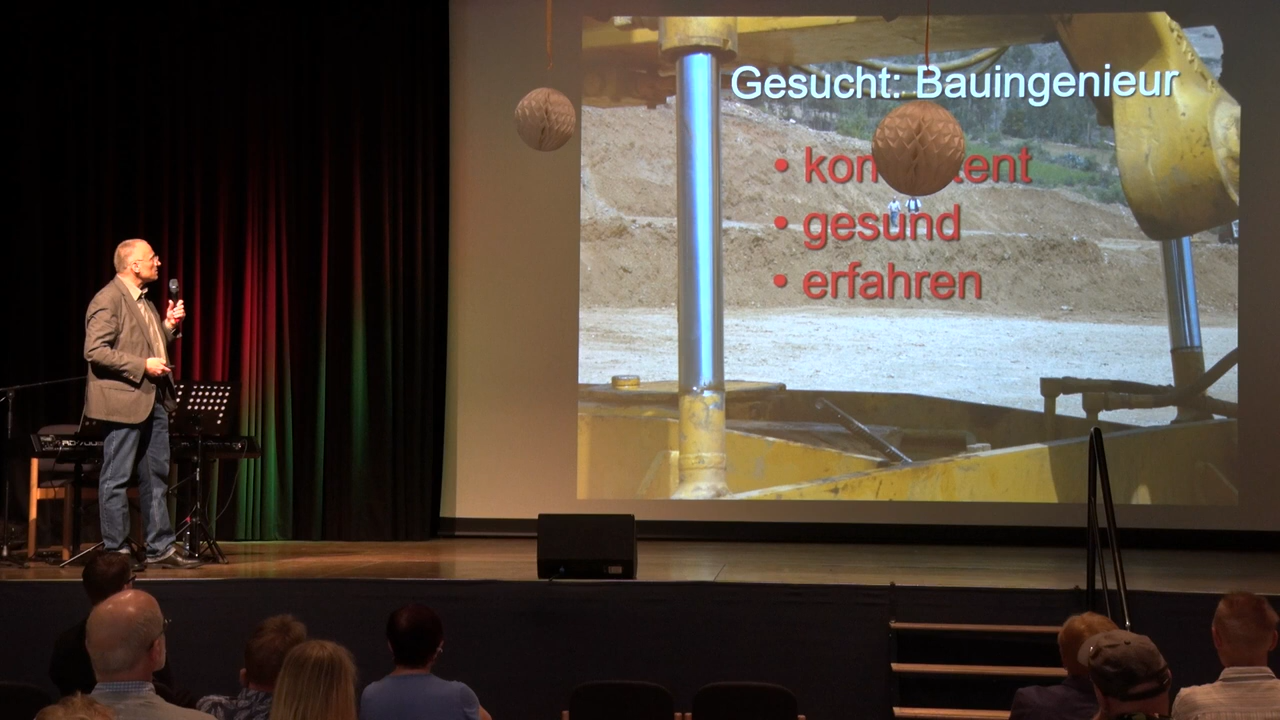 Gesucht: Bauingenieur
• gesund
• erfahren